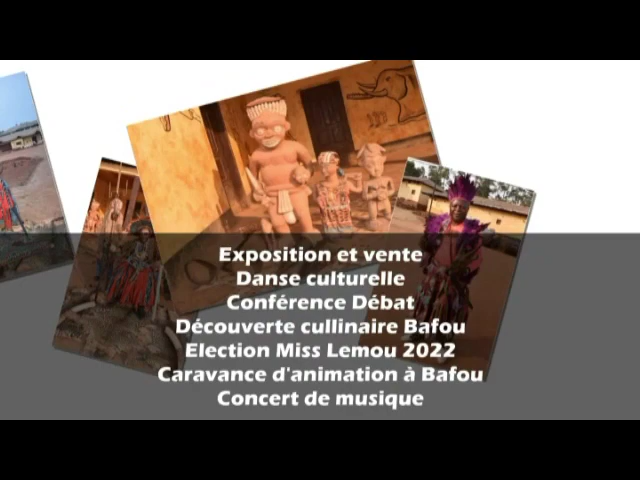 Exposition et vente
Danse culturelle
Conférence Débat
Découverte cullinaire Bafou
Election Miss Lemou 2022
Caravance d'animation à Bafou
Concert de musique